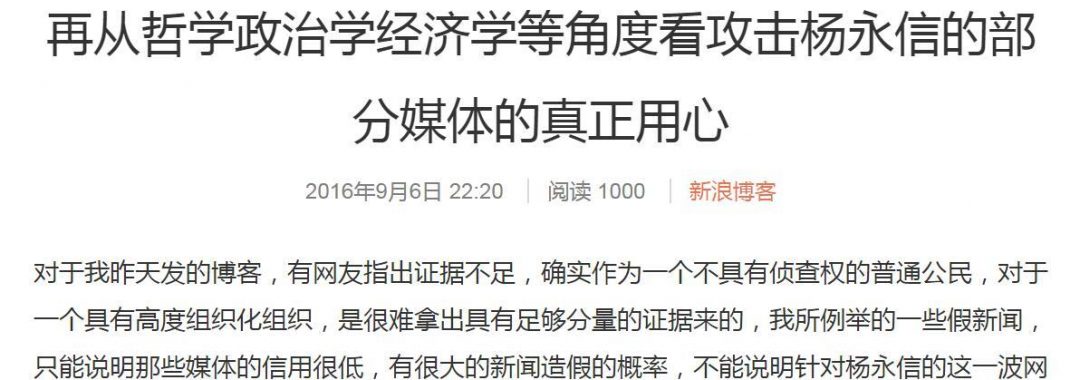 再从哲学政治学经济学等角度看攻击杨永信的部
分媒体的真正用心
2016年9月6日 22:20 | 阅读 1000 | 新浪博客
对于我昨天发的博客，有网友指出证据不足，确实作为一个不具有侦查权的普通公民，对于
一个具有高度组织化组织，是很难拿出具有足够分量的证据来的，我所例举的一些假新闻，
只能说明那些媒体的信用很低，有很大的新闻造假的概率，不能说明针对杨永信的这一波网